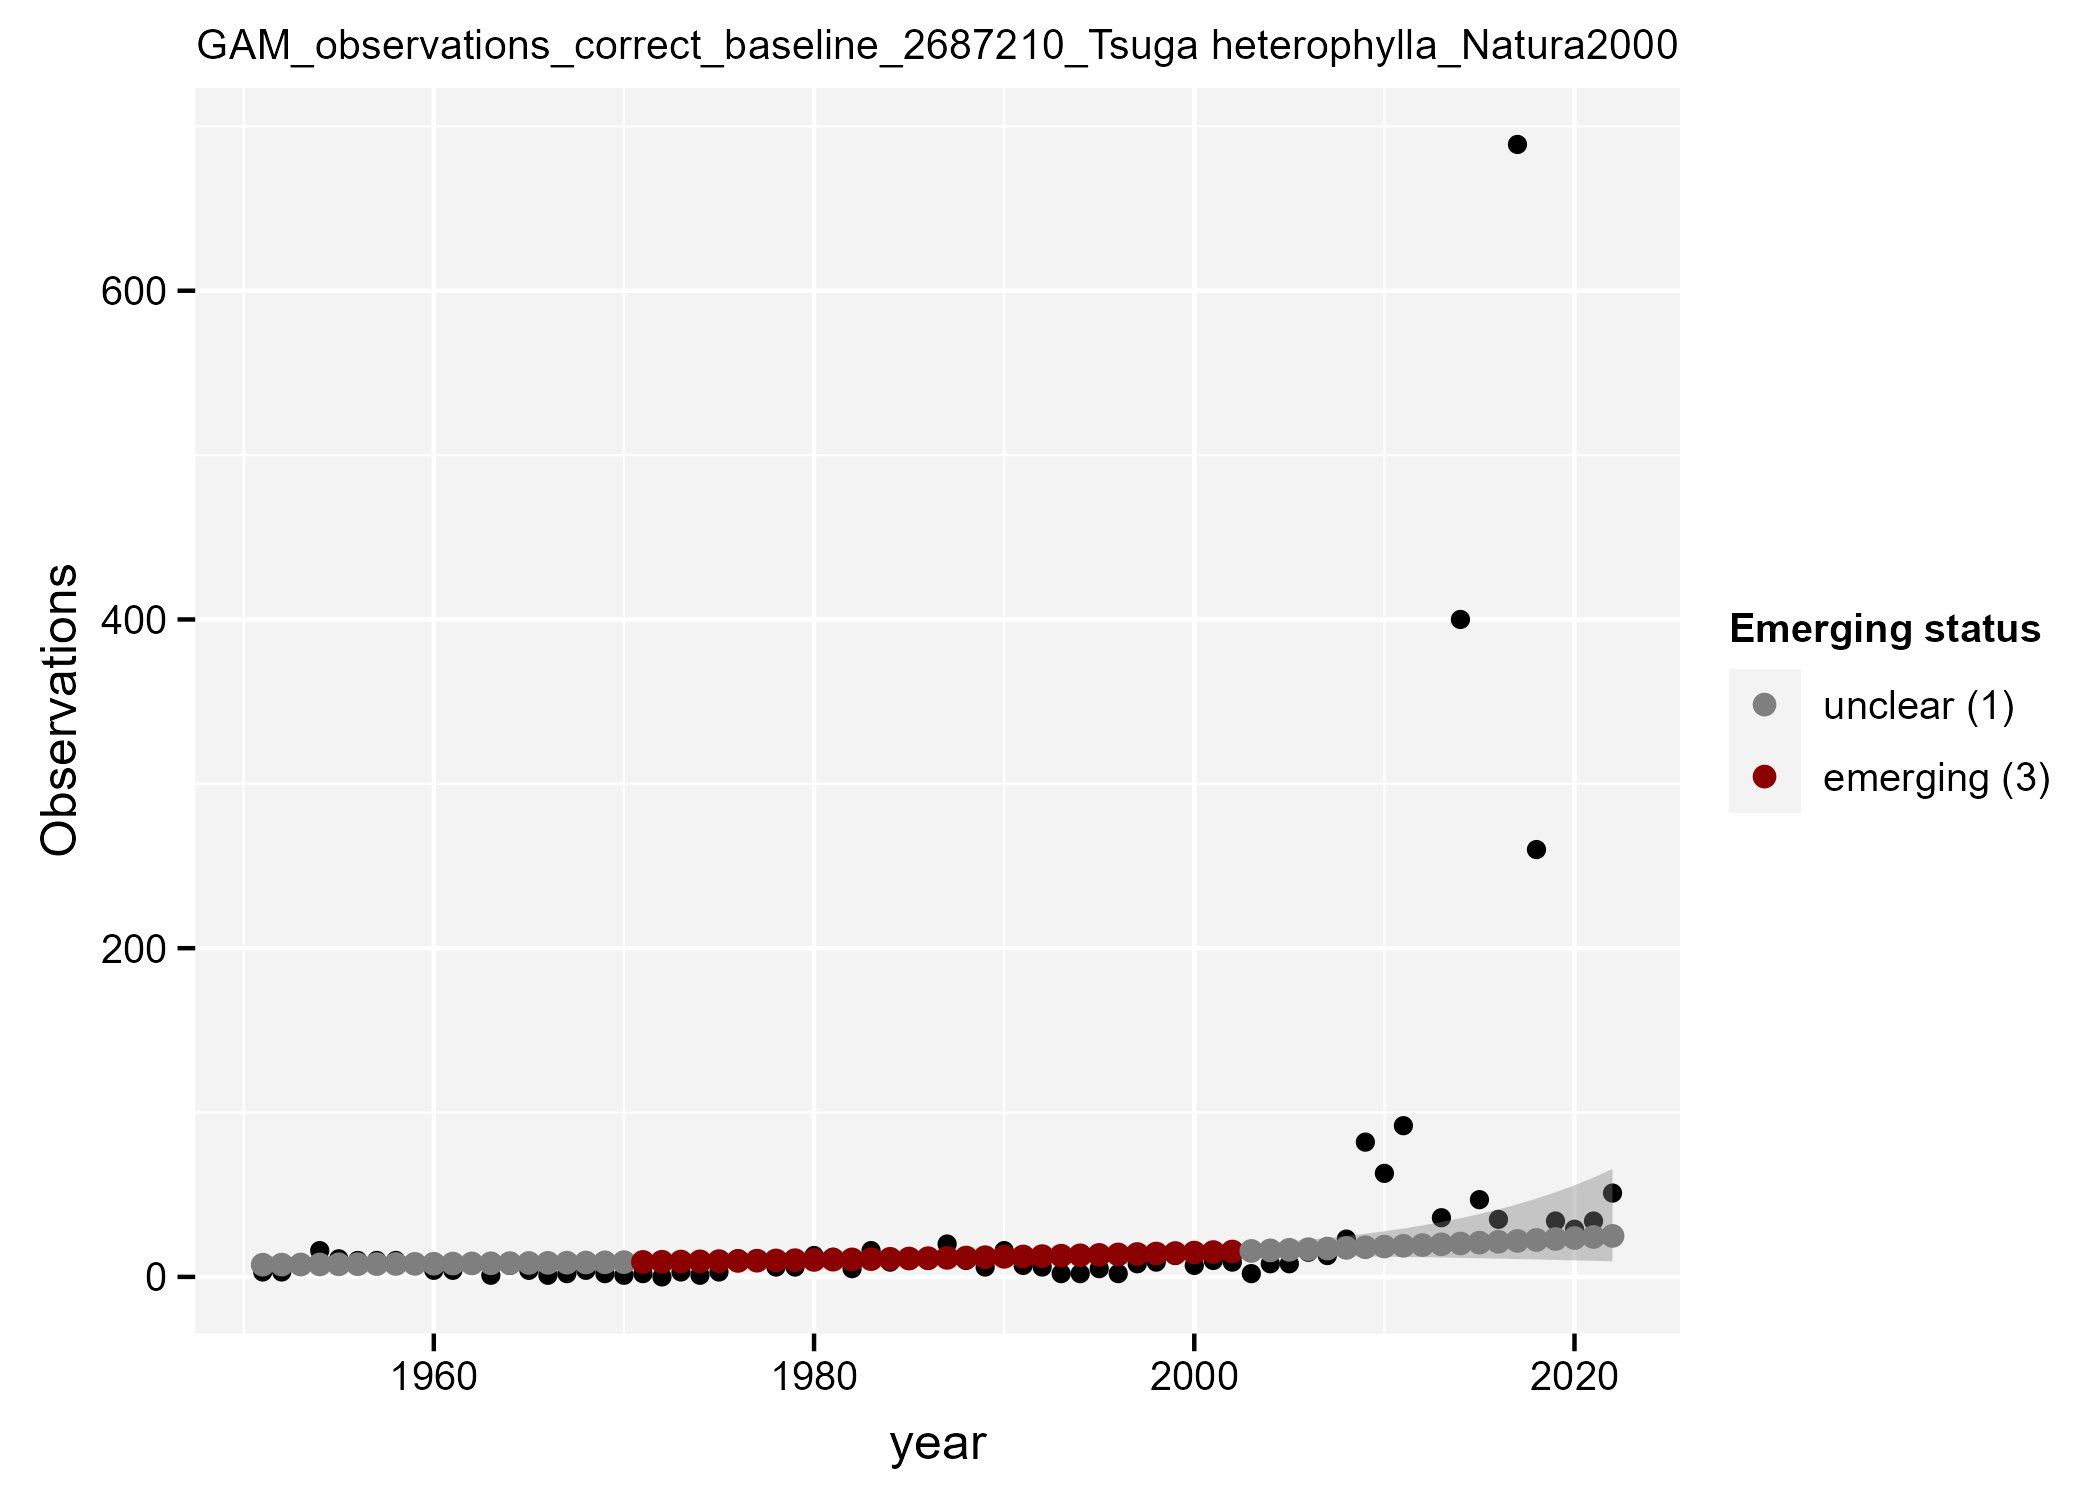 GAM_observations_correct_baseline_2687210_Tsuga heterophylla_Natura2000
Observations
600
400
200
0
1960
1980
2000
2020
year
Emerging status
unclear (1)
emerging (3)